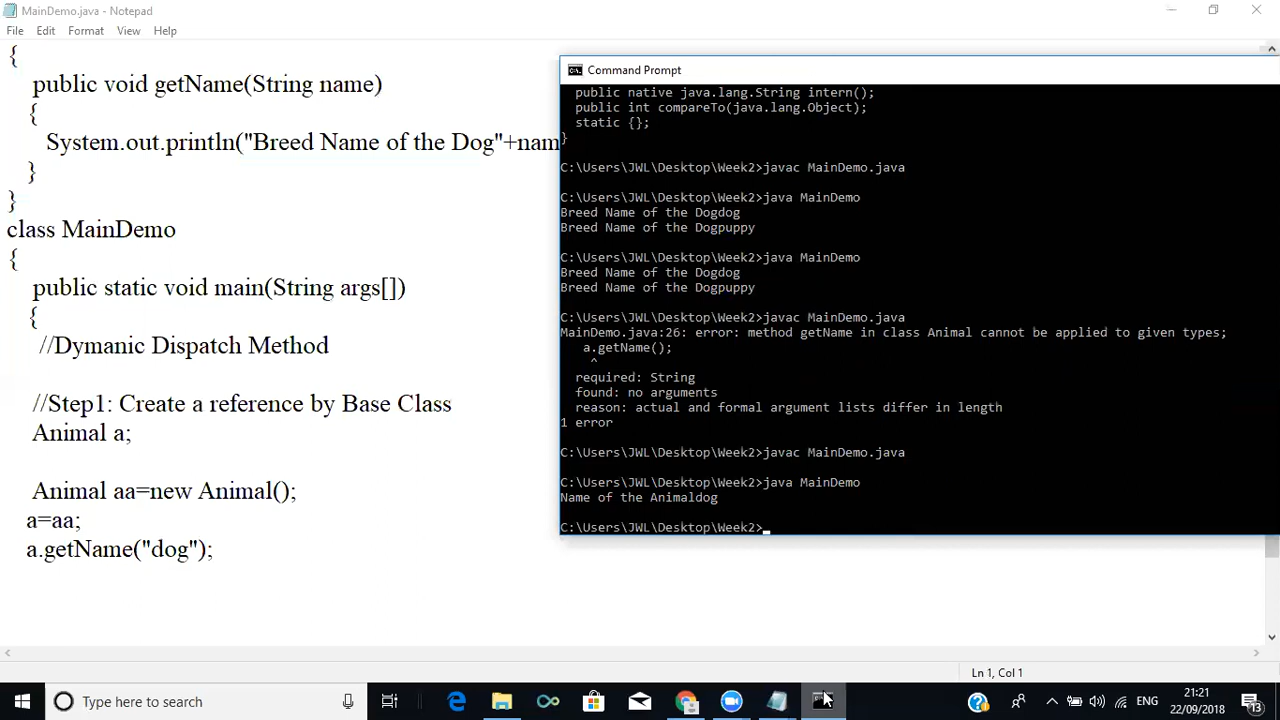 MainDemo.java - Notepad
File Edit Format View Help
{
public void getName(String name)
{
System.out.println("Breed Name of the Dog"+nam
}
}
class MainDemo
{
public static void main(String args[])
{
//Dymanic Dispatch Method
//Step1: Create a reference by Base Class
Animal a;
Animal aa=new Animal();
a=aa;
a.getName("dog");
Ln 1, Col 1
Command Prompt
public native java.lang.String intern();
public int compareTo(java.lang.Object);
static {};
}
C:\Users\JWL\Desktop\Week2>javac MainDemo.java
C:\Users\JWL\Desktop\Week2>java MainDemo
Breed Name of the Dogdog
Breed Name of the Dogpuppy
C:\Users\JWL\Desktop\Week2>java MainDemo
Breed Name of the Dogdog
Breed Name of the Dogpuppy
C:\Users\JWL\Desktop\Week2>javac MainDemo.java
MainDemo.java:26: error: method getName in class Animal cannot be applied to given types;
a.getName();
^
required: String
found: no arguments
reason: actual and formal argument lists differ in length
1 error
C:\Users\JWL\Desktop\Week2>javac MainDemo.java
C:\Users\JWL\Desktop\Week2>java MainDemo
Name of the Animaldog
C:\Users\JWL\Desktop\Week2>_
Type here to search
ENG
21:21
22/09/2018
13